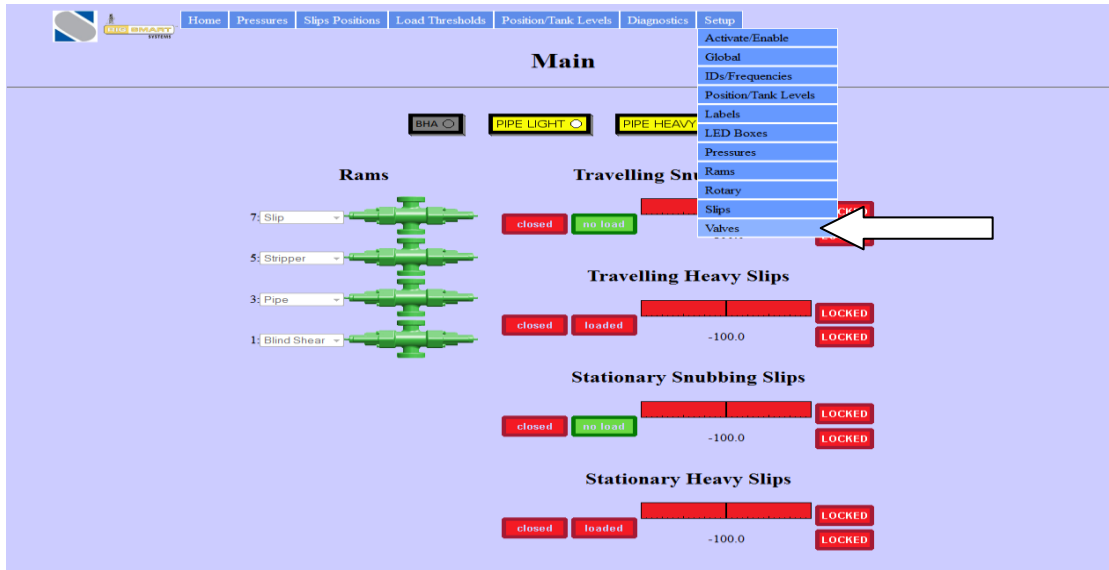 RIG SMART
SYSTEMS
Home Pressures Slips Positions Load Thresholds Position/Tank Levels Diagnostics Setup
Activate/Enable
Global
IDs/Frequencies
Position/Tank Levels
Labels
LED Boxes
Pressures
Rams
Rotary
Slips
Valves
Main
BHA PIPE LIGHT PIPE HEAVY
Rams
7: Slip
5: Stripper
3: Pipe
1: Blind Shear
Travelling
closed no load
Travelling Heavy Slips
closed loaded LOCKED
-100.0 LOCKED
Stationary Snubbing Slips
closed no load LOCKED
-100.0 LOCKED
Stationary Heavy Slips
closed loaded LOCKED
-100.0 LOCKED